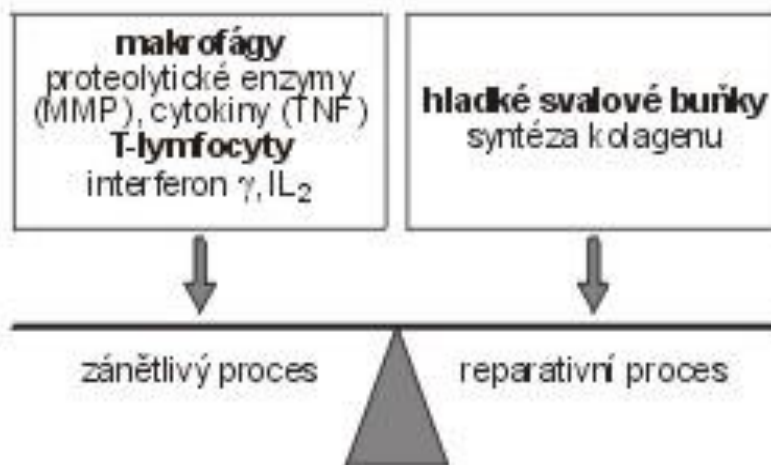 makrofágy
proteolytické enzymy
(MMP), cytokiny (TNF)
T-lymfocyty
interferon γ, IL₂
hladké svalové buňky
syntéza kolagenu
zánětlivý proces
reparativní proces